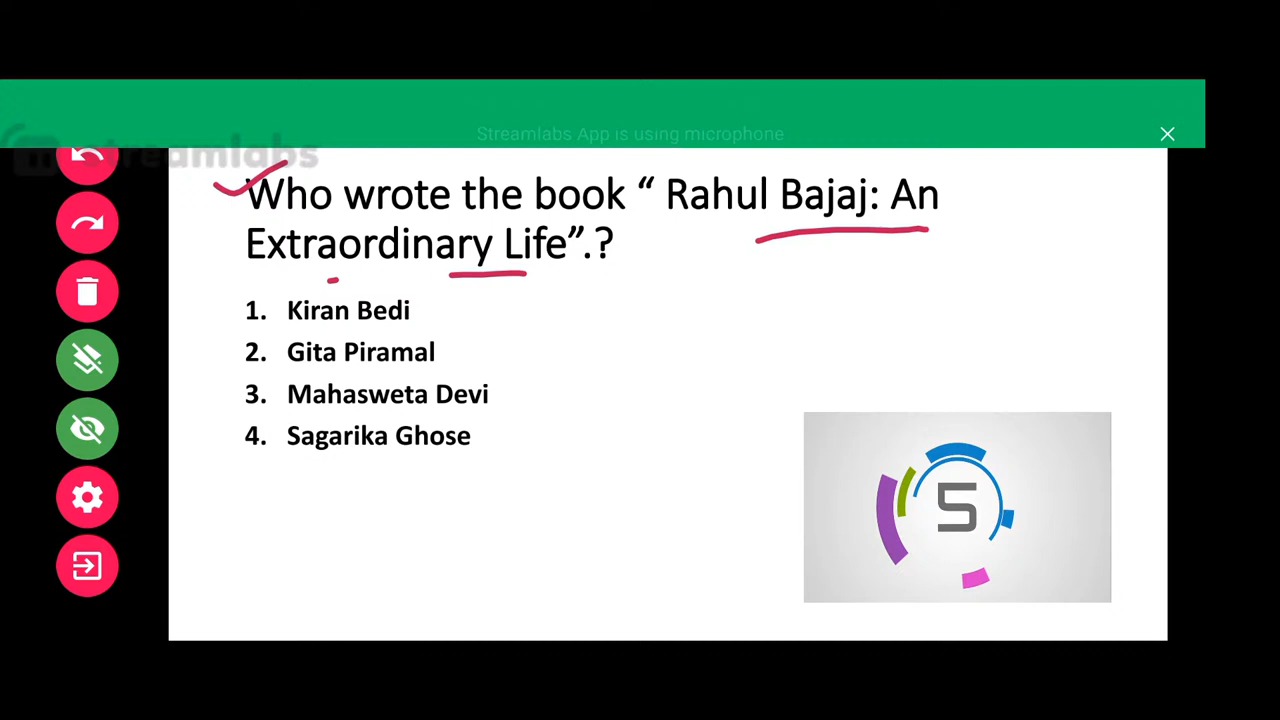 Streamlabs App is using microphone
streamlabs
Who wrote the book “ Rahul Bajaj: An
Extraordinary Life”.?
1. Kiran Bedi
2. Gita Piramal
3. Mahasweta Devi
4. Sagarika Ghose
5